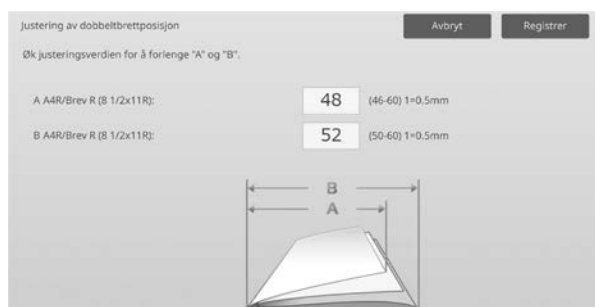 Justering av dobbeltbrettposisjon
Avbryt
Registrer
Øk justeringsverdien for å forlenge "A" og "B".
A A4R/Brev R (8 1/2x11R): 48 (46-60) 1=0.5mm
B A4R/Brev R (8 1/2x11R): 52 (50-60) 1=0.5mm
B
A